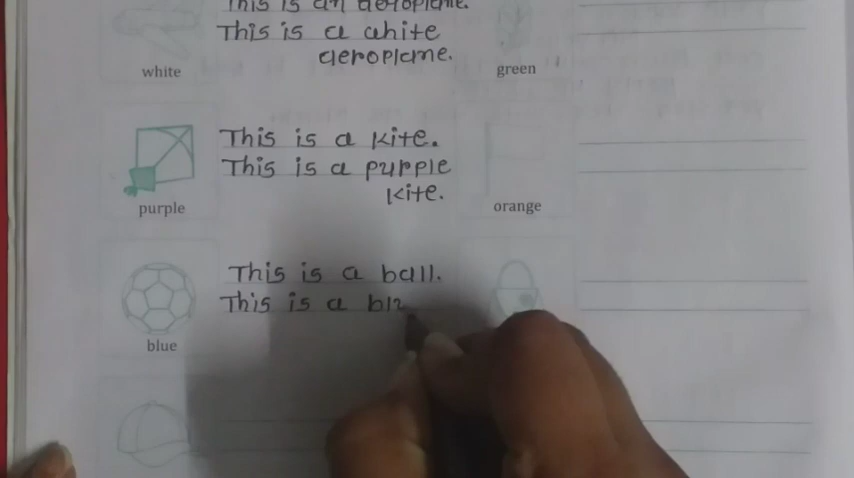 This is an aeroplane.
This is a white
aeroplane.
white
green
This is a kite.
This is a purple
kite.
purple
orange
This is a ball.
This is a
blue